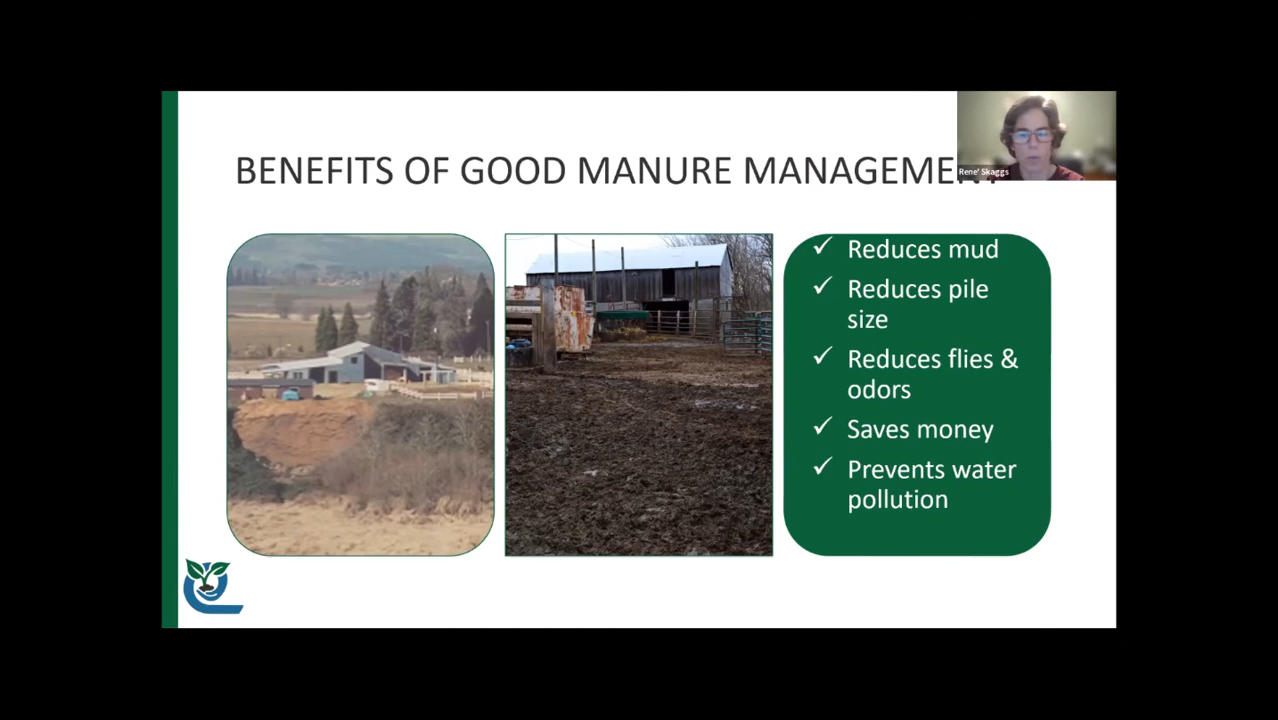 BENEFITS OF GOOD MANURE MANAGEMENT
Rene' Skaggs
✓ Reduces mud
✓ Reduces pile
size
✓ Reduces flies &
odors
✓ Saves money
✓ Prevents water
pollution